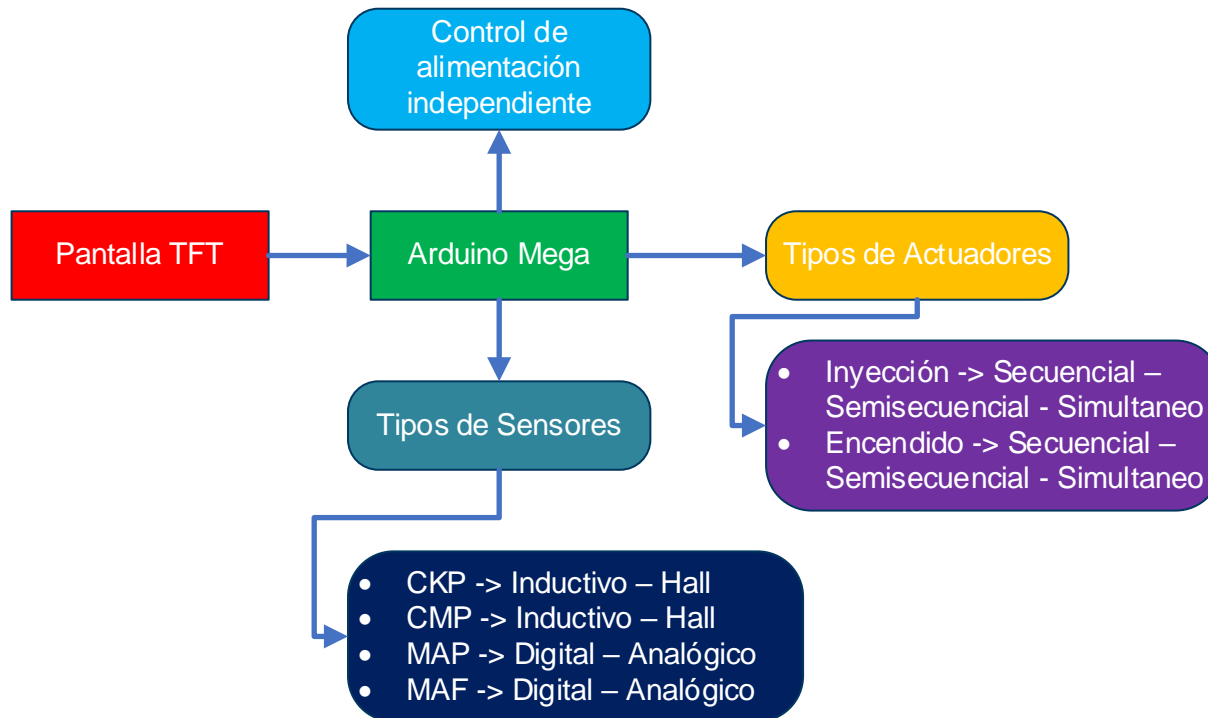 Control de
alimentación
independiente
Pantalla TFT
Arduino Mega
Tipos de Actuadores
• Inyección -> Secuencial –
Semisecuencial - Simultaneo
• Encendido -> Secuencial –
Semisecuencial - Simultaneo
Tipos de Sensores
• CKP -> Inductivo – Hall
• CMP -> Inductivo – Hall
• MAP -> Digital – Analógico
• MAF -> Digital – Analógico